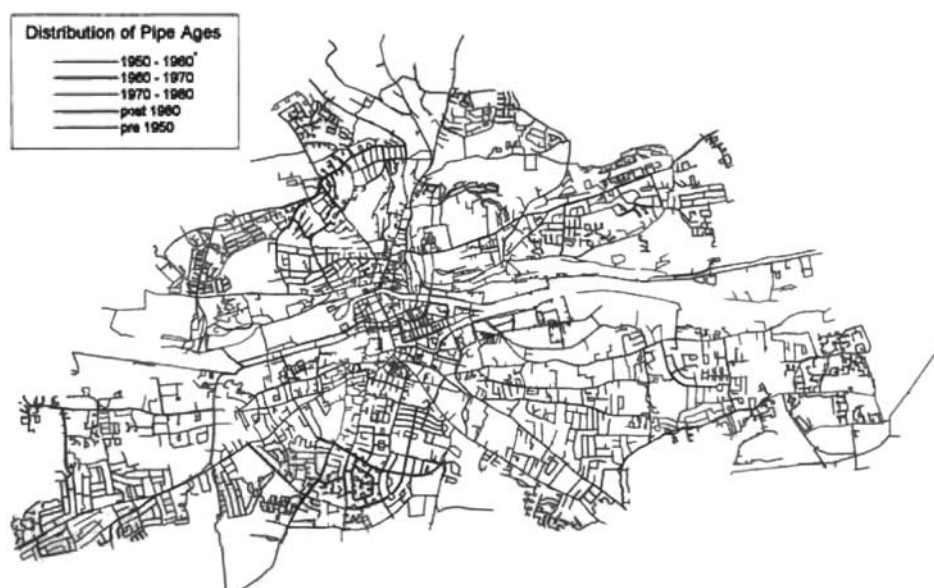 Distribution of Pipe Ages
1950 - 1960*
1960 - 1970
1970 - 1980
post 1980
pre 1950